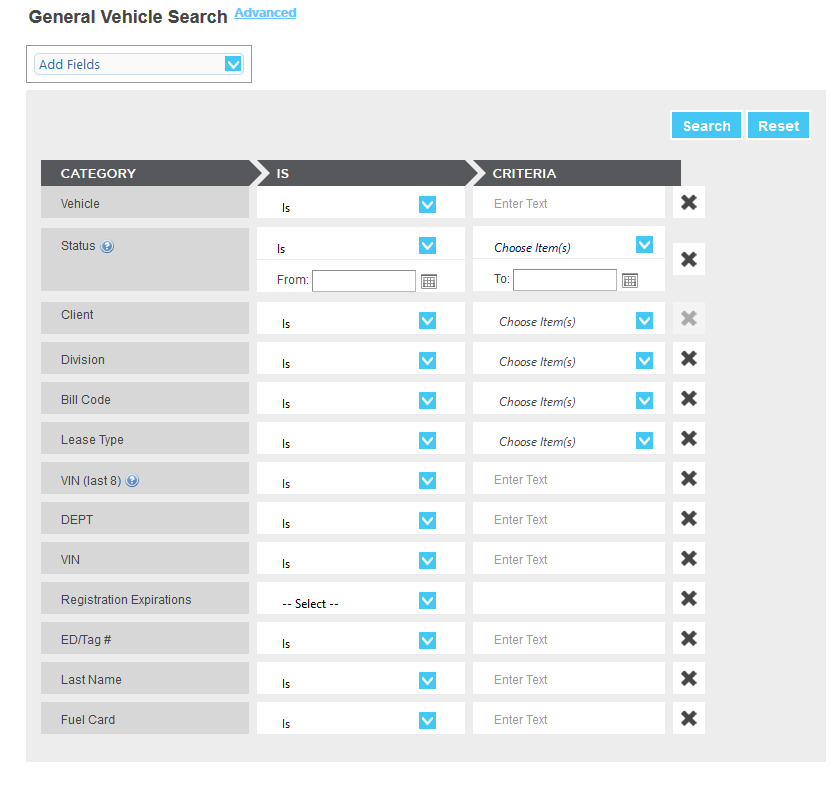 General Vehicle Search Advanced
Add Fields
Search Reset
CATEGORY IS CRITERIA
Vehicle Is Enter Text
Status Is Choose Item(s)
From: To:
Client Is Choose Item(s)
Division Is Choose Item(s)
Bill Code Is Choose Item(s)
Lease Type Is Choose Item(s)
VIN (last 8) Is Enter Text
DEPT Is Enter Text
VIN Is Enter Text
Registration Expirations -- Select --
ED/Tag # Is Enter Text
Last Name Is Enter Text
Fuel Card Is Enter Text